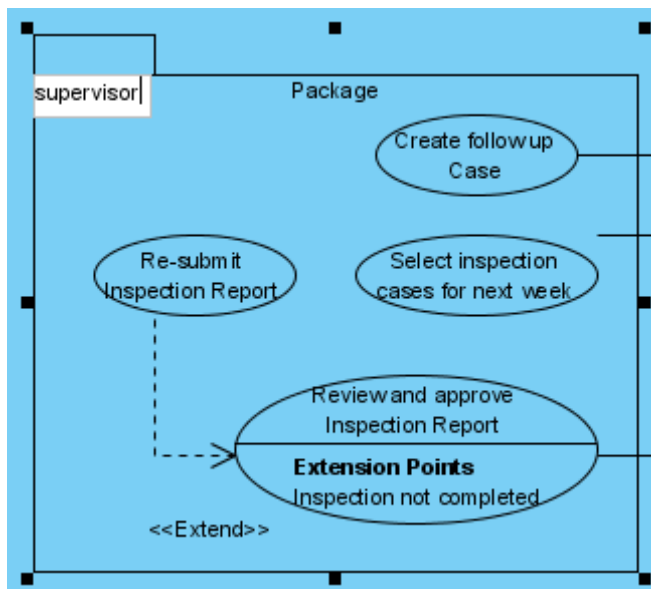 supervisor
Package
Create followup
Case
Re-submit
Inspection Report
Select inspection
cases for next week
Review and approve
Inspection Report
Extension Points
Inspection not completed
<<Extend>>